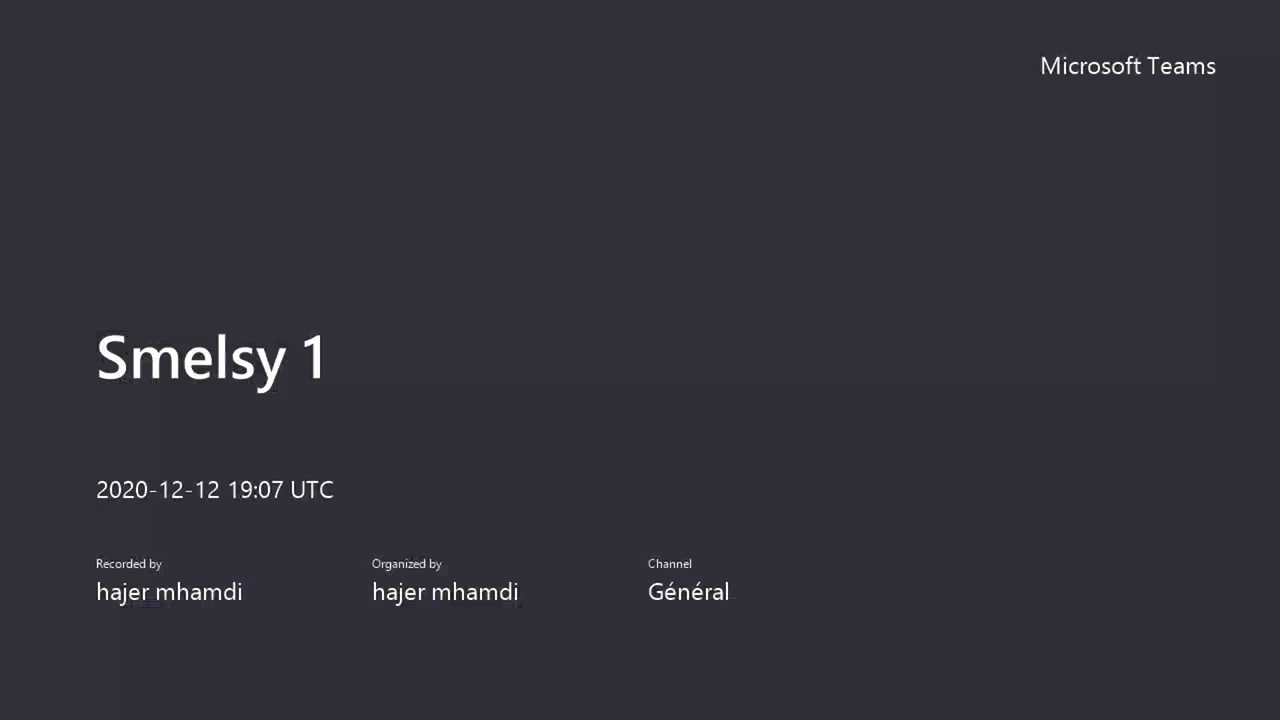 Microsoft Teams
Smelsy 1
2020-12-12 19:07 UTC
Recorded by
hajer mhamdi
Organized by
hajer mhamdi
Channel
Général